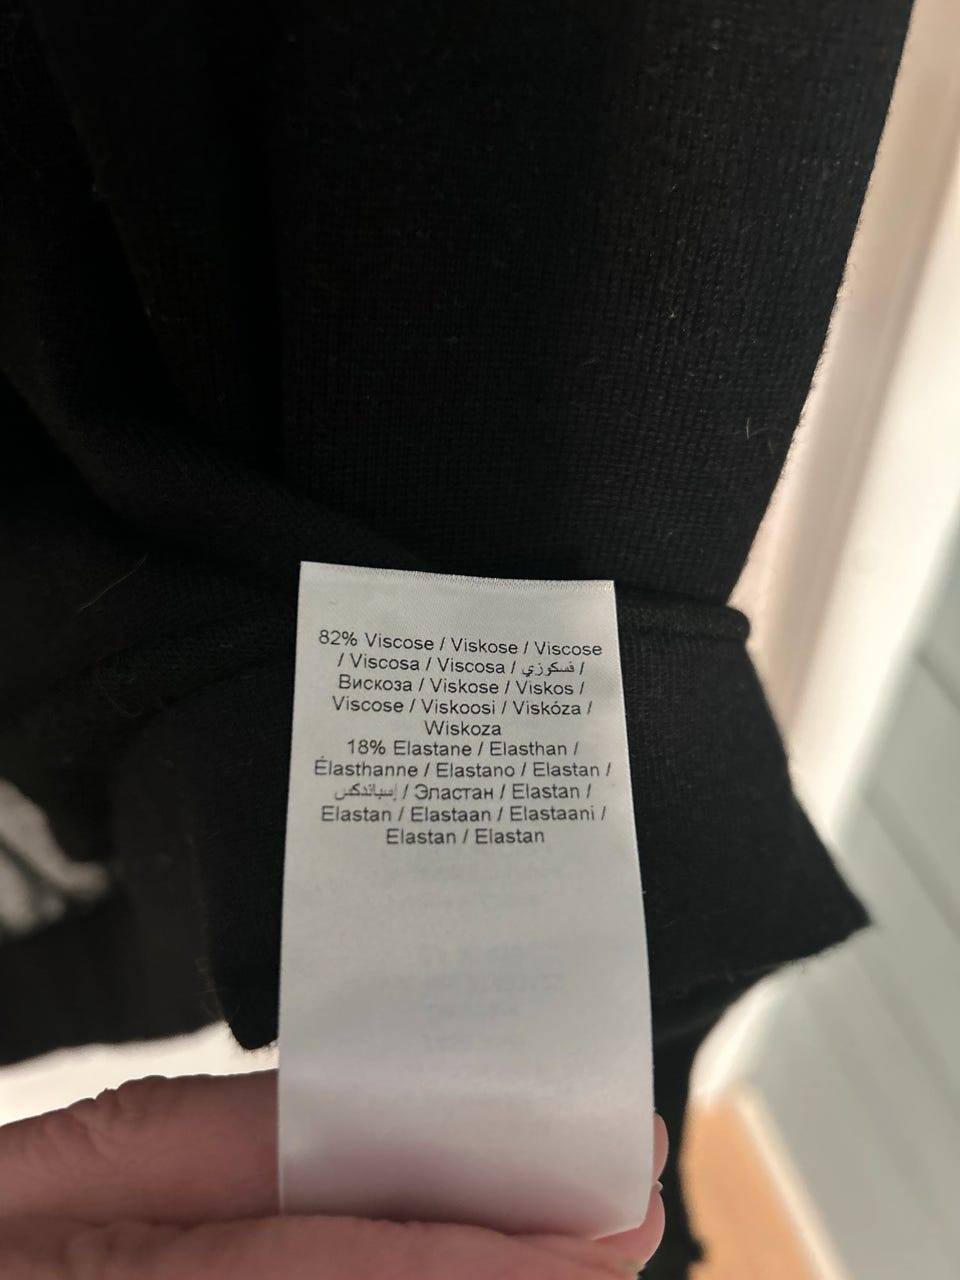 82% Viscose / Viskose / Viscose
/ Viscosa / Viscosa / فسكوزي /
Вискоза / Viskose / Viskos /
Viscose / Viskoosi / Viskóza /
Wiskoza
18% Elastane / Elasthan /
Élasthanne / Elastano / Elastan /
إسباندكس / Эластан / Elastan /
Elastan / Elastaan / Elastaani /
Elastan / Elastan